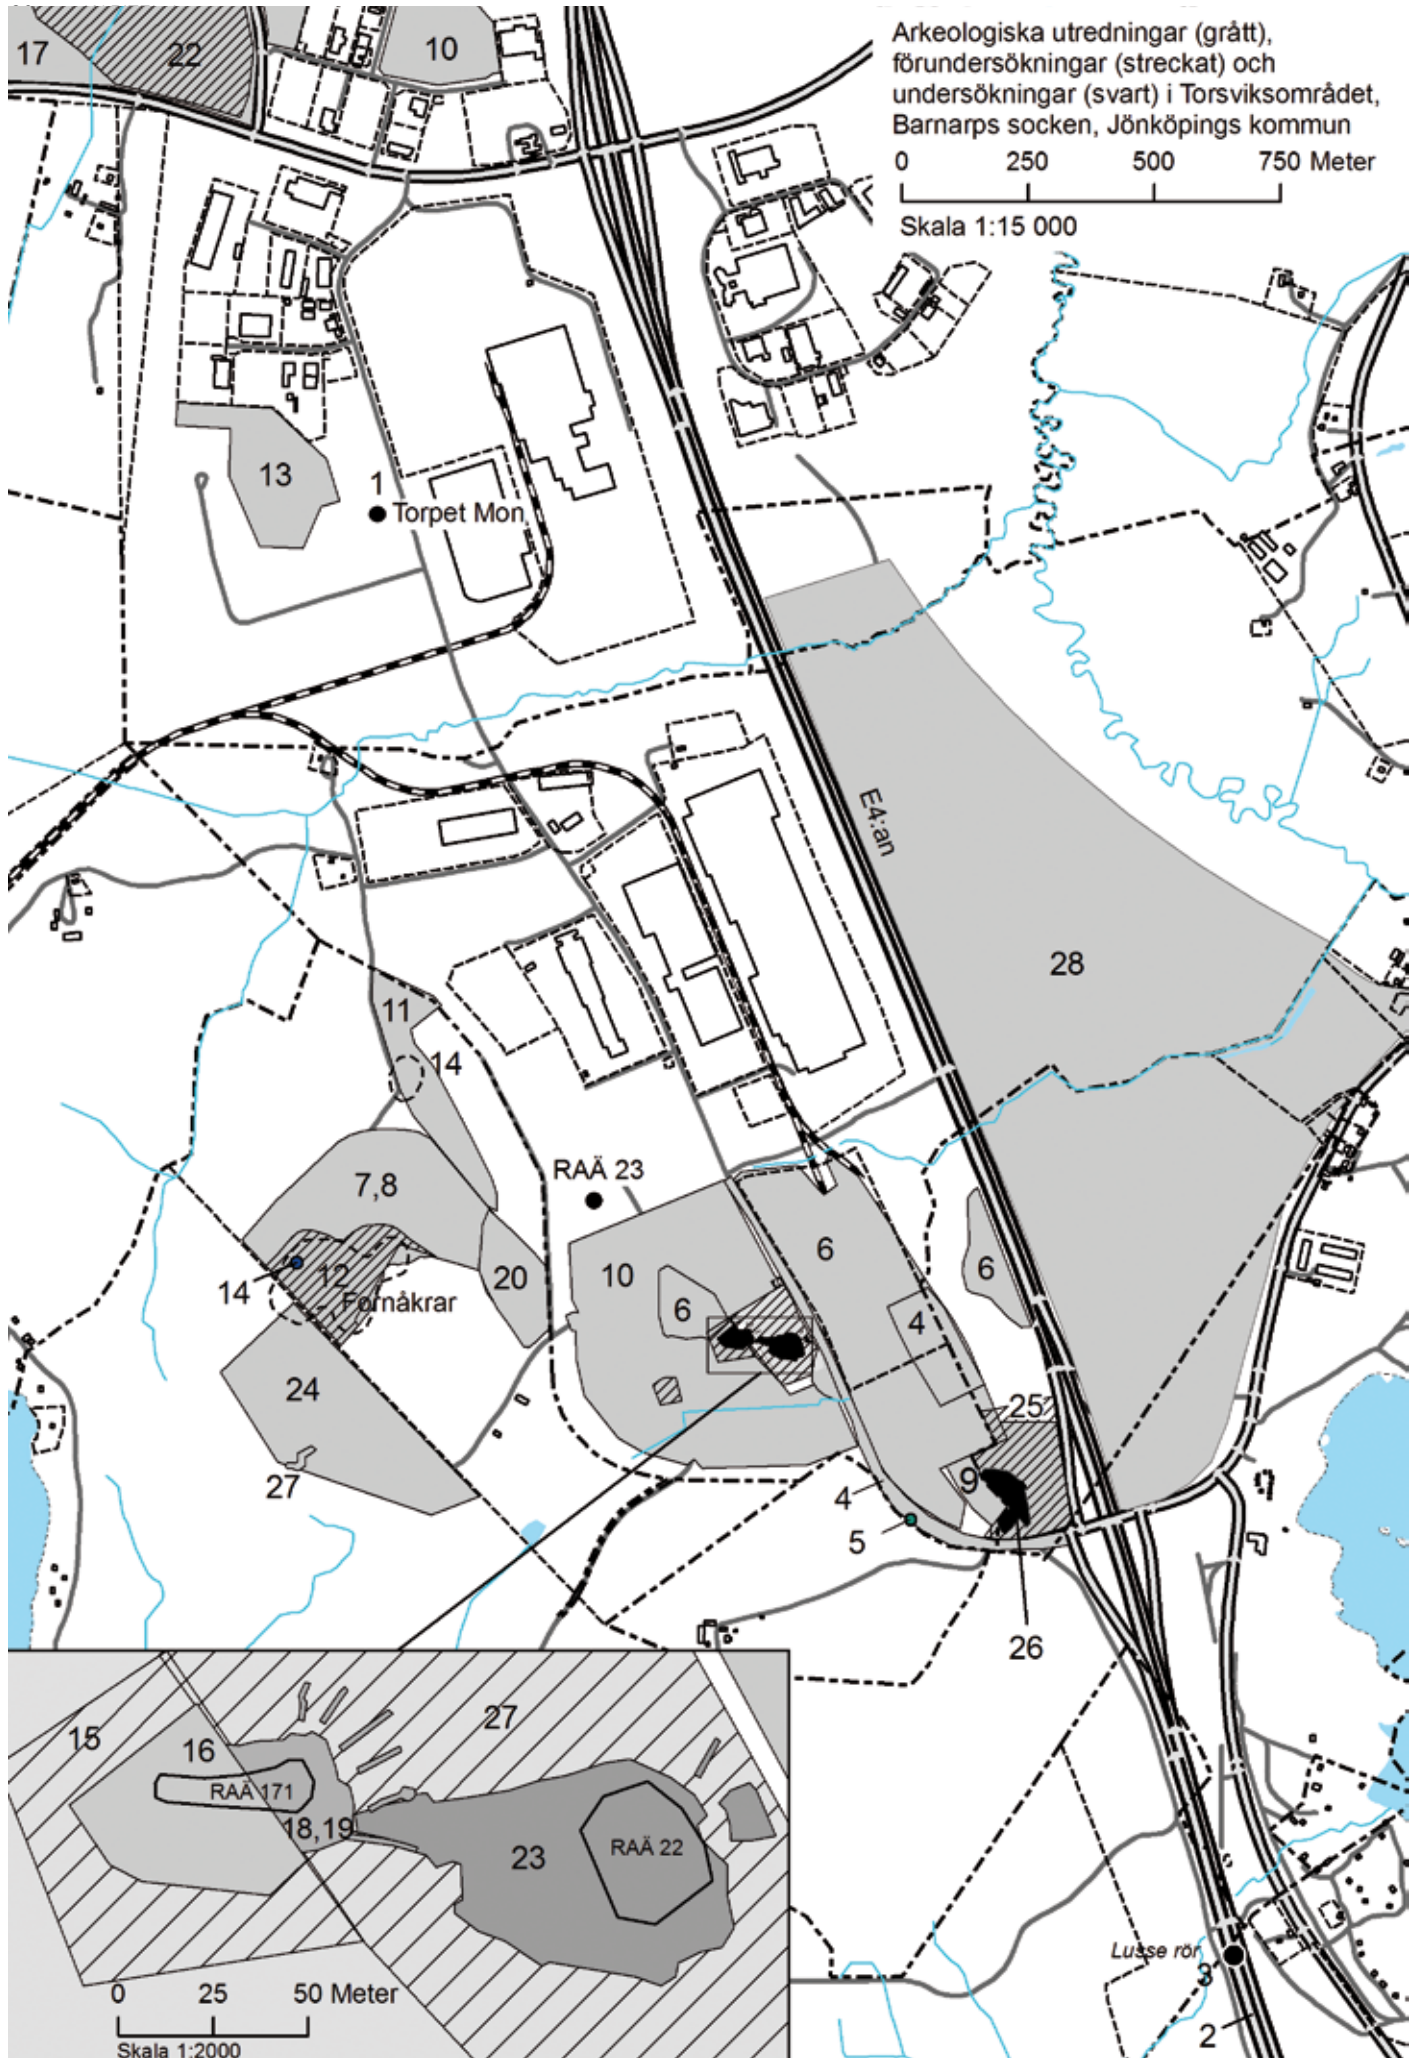 Arkeologiska utredningar (grått),
förundersökningar (streckat) och
undersökningar (svart) i Torsviksområdet,
Barnarps socken, Jönköpings kommun
0 250 500 750 Meter
Skala 1:15 000
17
22
10
13
1
Torpet Mon
E4:an
28
11
14
7,8
RAÄ 23
6
10
20
6
12
14
Fornåkrar
6
4
24
25
27
9
4
5
26
27
15
16
RAÄ 171
18,19
23
RAÄ 22
0 25 50 Meter
Skala 1:2000
Lusse rör
3
2